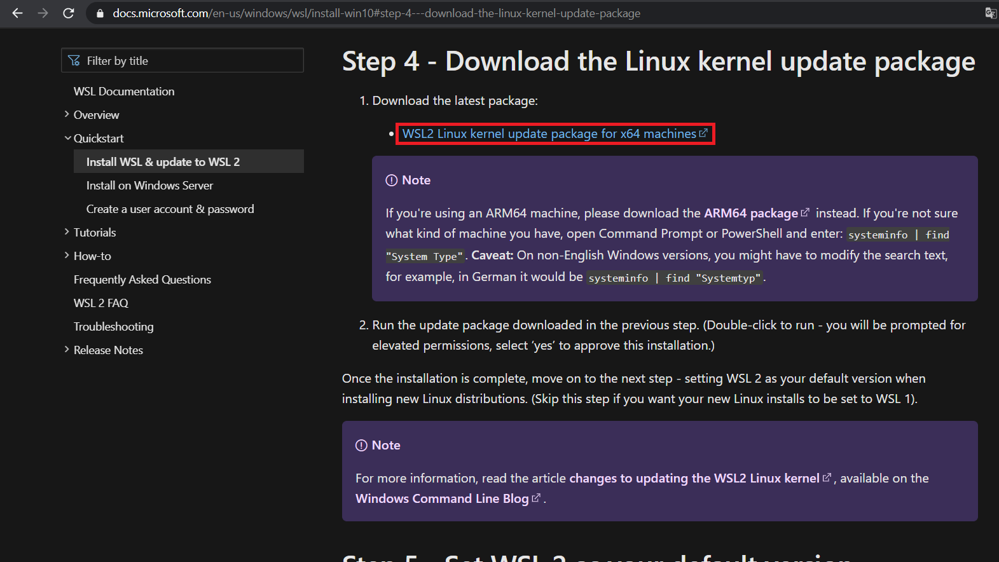 docs.microsoft.com/en-us/windows/wsl/install-win10#step-4---download-the-linux-kernel-update-package
Filter by title
WSL Documentation
Overview
Quickstart
Install WSL & update to WSL 2
Install on Windows Server
Create a user account & password
Tutorials
How-to
Frequently Asked Questions
WSL 2 FAQ
Troubleshooting
Release Notes
Step 4 - Download the Linux kernel update package
1. Download the latest package:
• WSL2 Linux kernel update package for x64 machines
Note
If you're using an ARM64 machine, please download the ARM64 package instead. If you're not sure
what kind of machine you have, open Command Prompt or PowerShell and enter: systeminfo | find
"System Type". Caveat: On non-English Windows versions, you might have to modify the search text,
for example, in German it would be systeminfo | find "Systemtyp".
2. Run the update package downloaded in the previous step. (Double-click to run - you will be prompted for
elevated permissions, select ‘yes’ to approve this installation.)
Once the installation is complete, move on to the next step - setting WSL 2 as your default version when
installing new Linux distributions. (Skip this step if you want your new Linux installs to be set to WSL 1).
Note
For more information, read the article changes to updating the WSL2 Linux kernel, available on the
Windows Command Line Blog.
Step 5 - Set WSL 2 as your default version